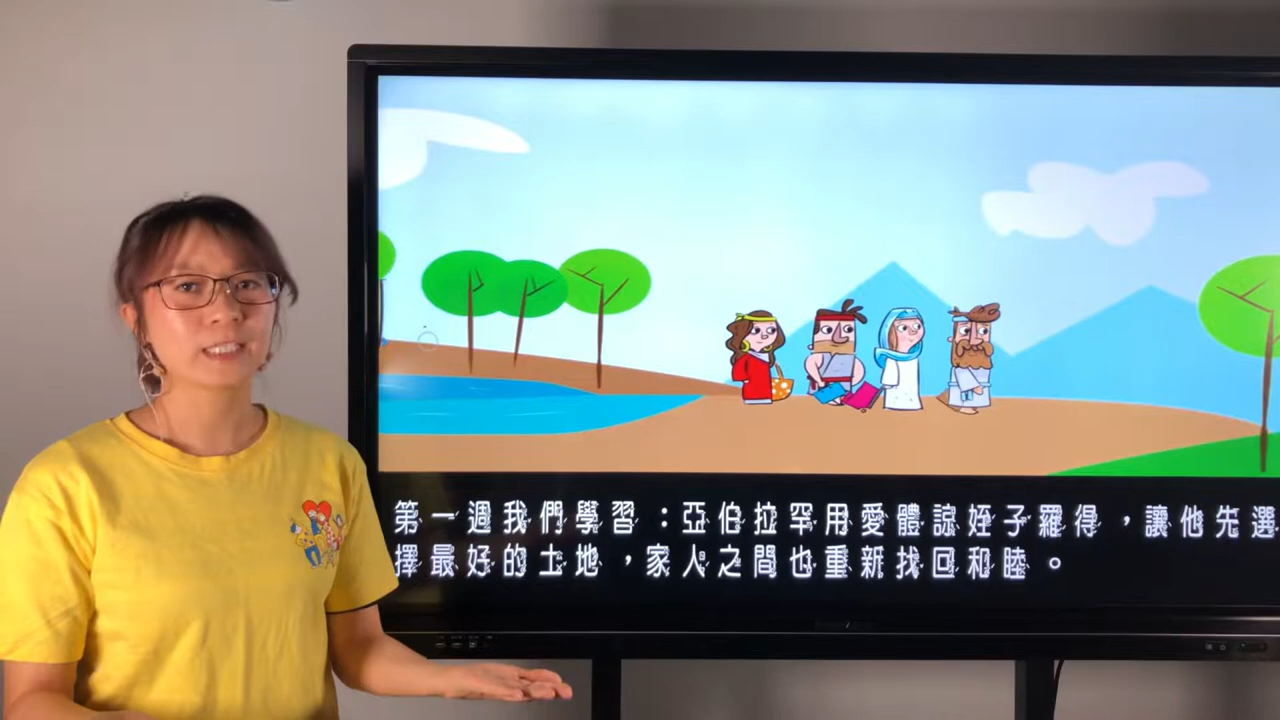 第一週我們學習：亞伯拉罕用愛體諒姪子羅得，讓他先選
擇最好的土地，家人之間也重新找回和睦。